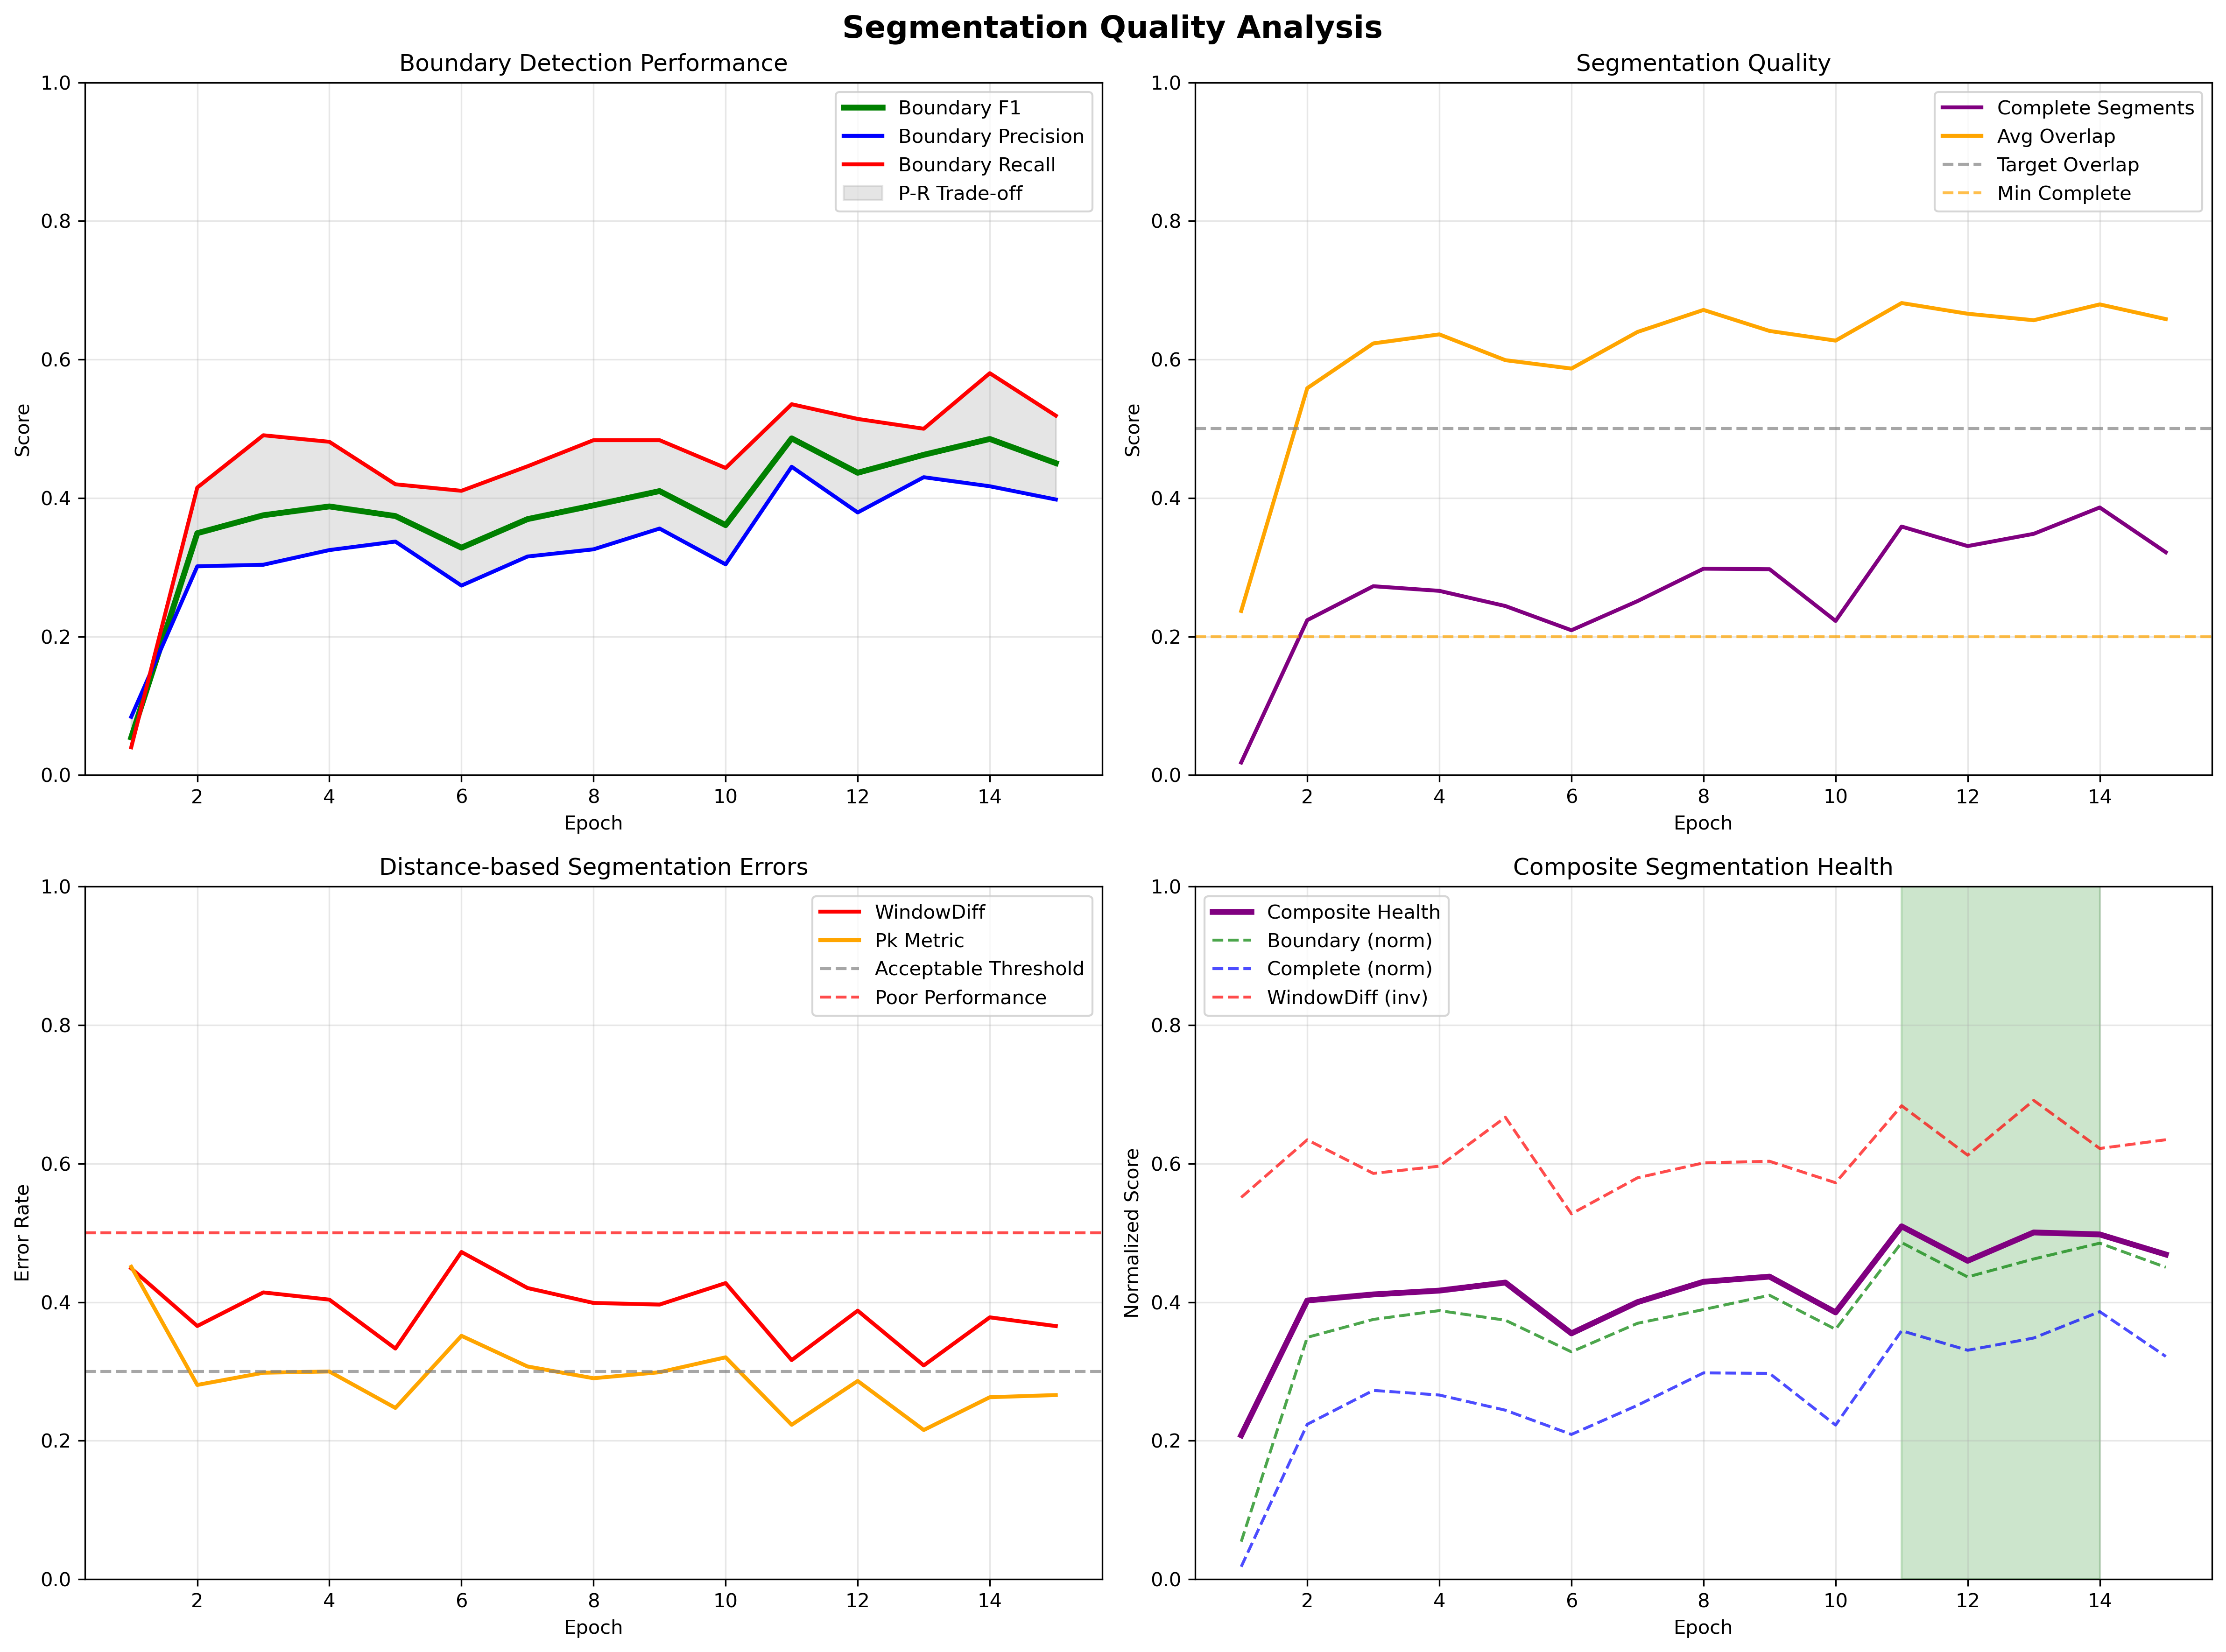 Segmentation Quality Analysis
Boundary Detection Performance
1.0
0.8
0.6
0.4
0.2
0.0
Score
2 4 6 8 10 12 14
Epoch
Boundary F1
Boundary Precision
Boundary Recall
P-R Trade-off
Segmentation Quality
1.0
0.8
0.6
0.4
0.2
0.0
Score
2 4 6 8 10 12 14
Epoch
Complete Segments
Avg Overlap
Target Overlap
Min Complete
Distance-based Segmentation Errors
1.0
0.8
0.6
0.4
0.2
0.0
Error Rate
2 4 6 8 10 12 14
Epoch
WindowDiff
Pk Metric
Acceptable Threshold
Poor Performance
Composite Segmentation Health
1.0
0.8
0.6
0.4
0.2
0.0
Normalized Score
2 4 6 8 10 12 14
Epoch
Composite Health
Boundary (norm)
Complete (norm)
WindowDiff (inv)